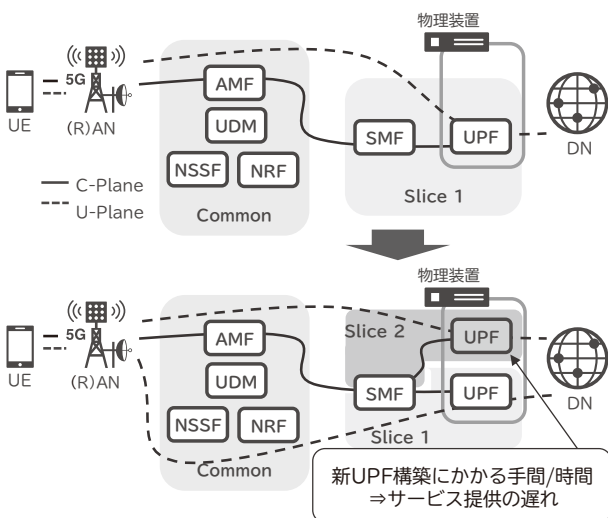 物理装置
5G
UE
(R)AN
AMF
UDM
NSSF
NRF
Common
SMF
UPF
Slice 1
DN
C-Plane
U-Plane
物理装置
5G
UE
(R)AN
AMF
UDM
NSSF
NRF
Common
Slice 2
UPF
SMF
UPF
Slice 1
DN
新UPF構築にかかる手間/時間
⇒サービス提供の遅れ